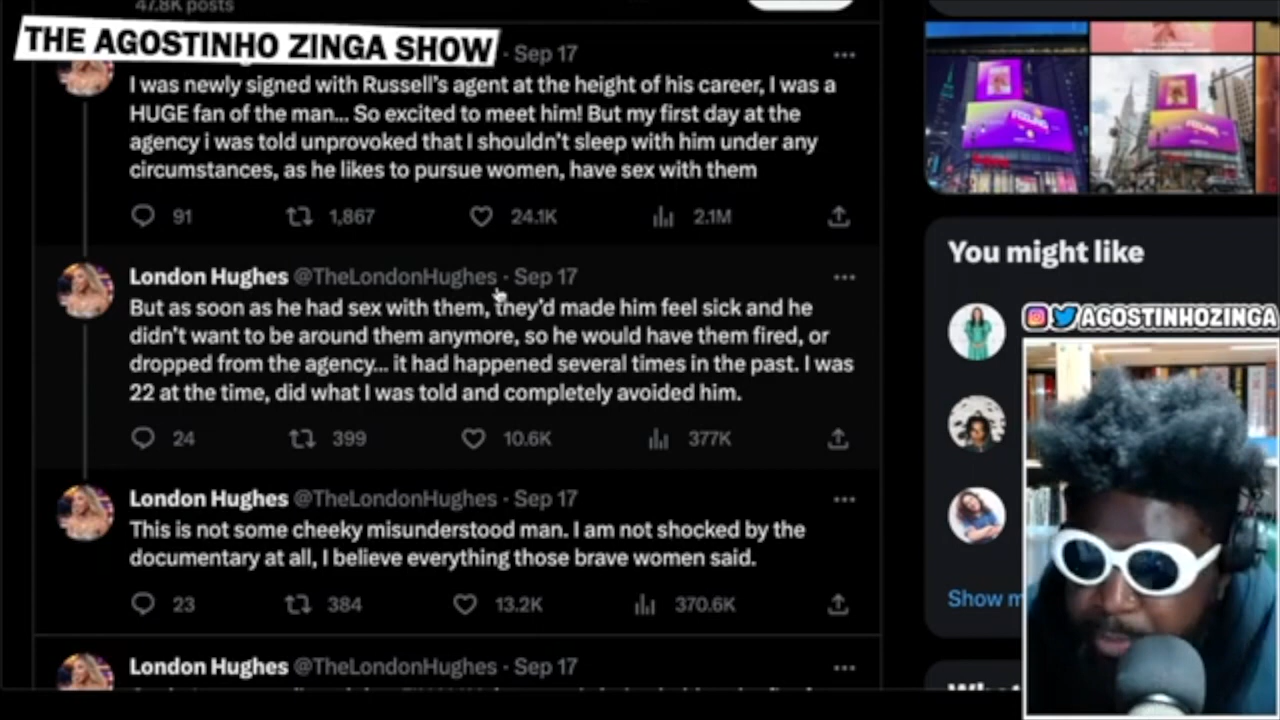 47.8K posts
THE AGOSTINHO ZINGA SHOW
· Sep 17
I was newly signed with Russell's agent at the height of his career, I was a
HUGE fan of the man... So excited to meet him! But my first day at the
agency i was told unprovoked that I shouldn't sleep with him under any
circumstances, as he likes to pursue women, have sex with them
91 1,867 24.1K 2.1M
London Hughes @TheLondonHughes · Sep 17
But as soon as he had sex with them, they'd made him feel sick and he
didn't want to be around them anymore, so he would have them fired, or
dropped from the agency... it had happened several times in the past. I was
22 at the time, did what I was told and completely avoided him.
24 399 10.6K 377K
London Hughes @TheLondonHughes · Sep 17
This is not some cheeky misunderstood man. I am not shocked by the
documentary at all, I believe everything those brave women said.
23 384 13.2K 370.6K
London Hughes @TheLondonHughes · Sep 17
FEELING
FEELING
You might like
AGOSTINHOZINGA
Show